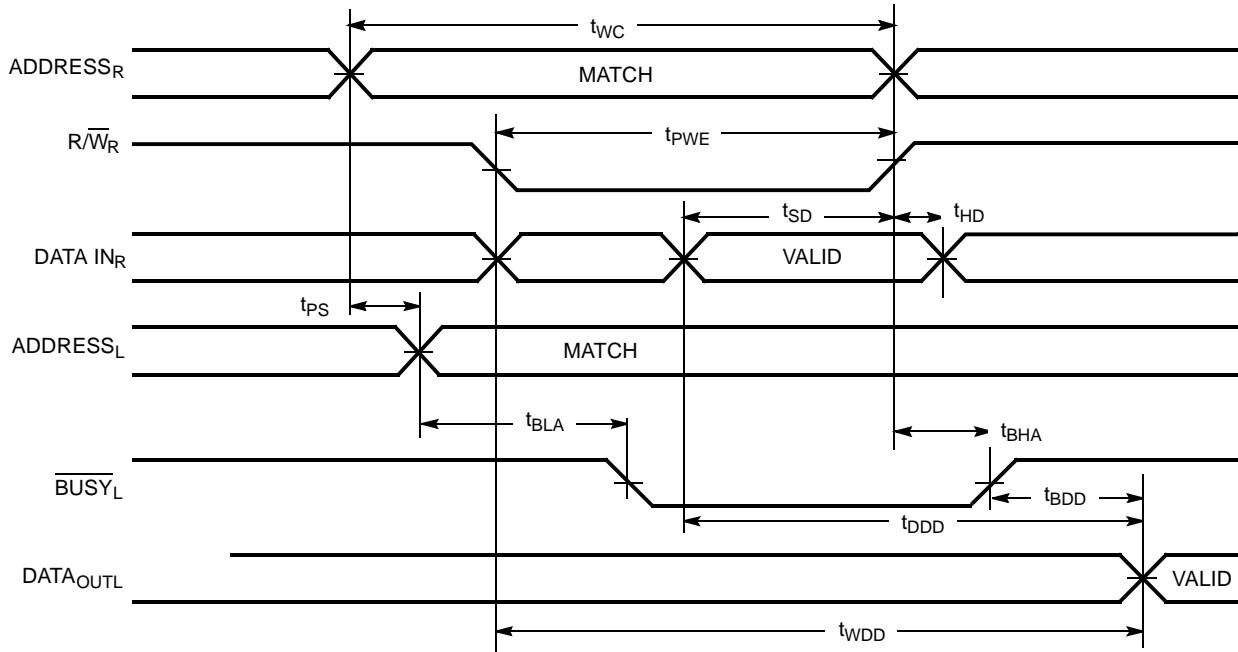 tWC
ADDRESSR
MATCH
R/W̅R
tPWE
tSD
tHD
DATA INR
VALID
tPS
ADDRESSL
MATCH
tBLA
tBHA
BUSYL
tBDD
tDDD
DATAOUTL
VALID
tWDD